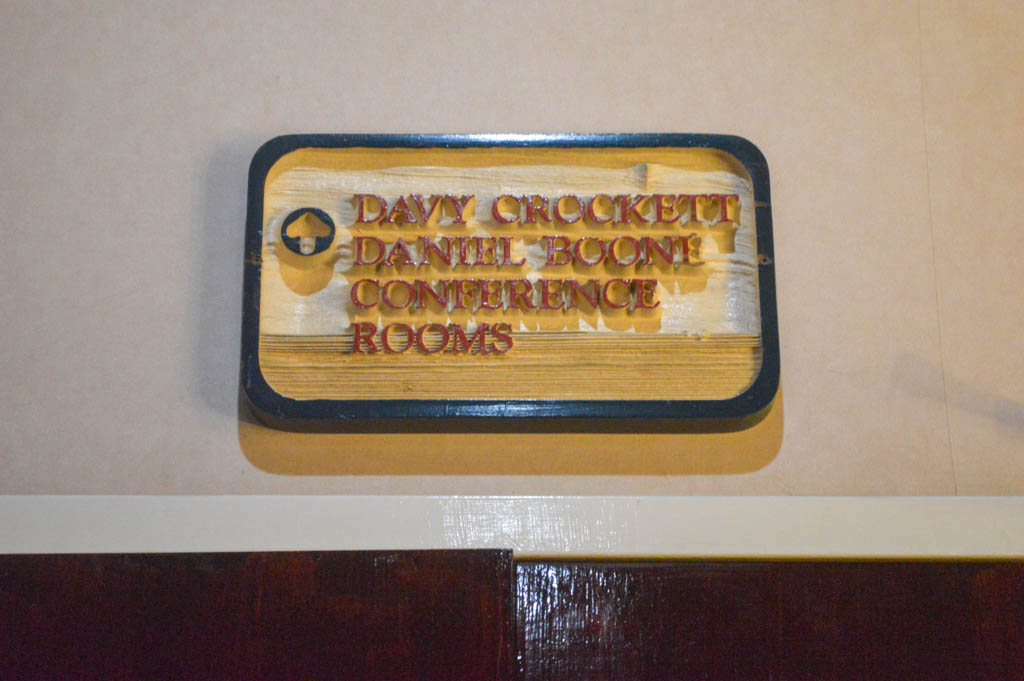 DAVY CROCKETT
DANIEL BOONE
CONFERENCE
ROOMS